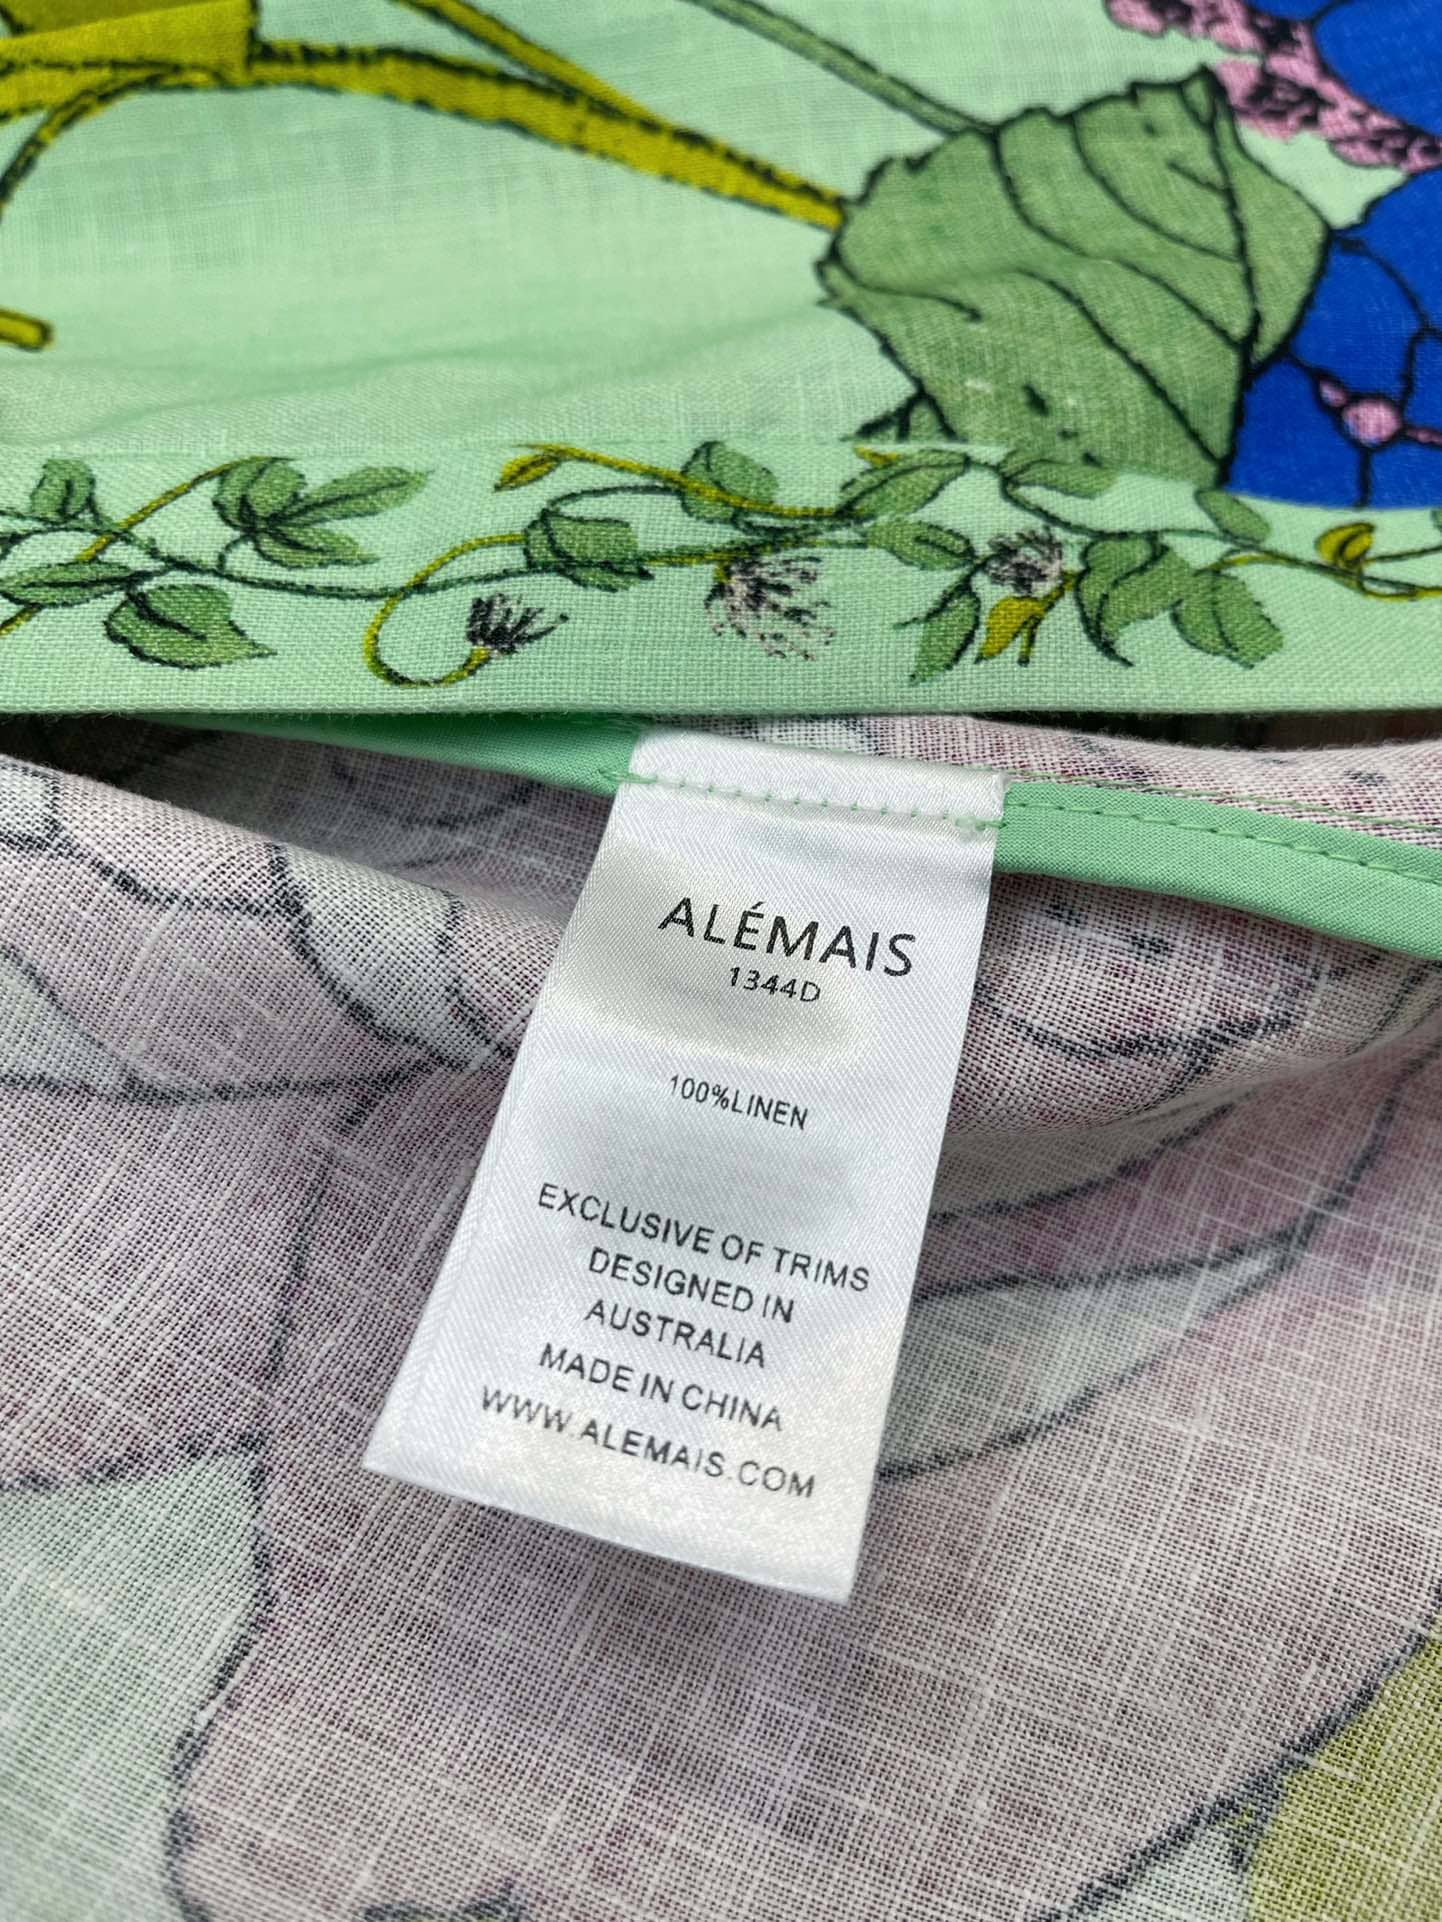 ALÉMAIS
1344D
100%LINEN
EXCLUSIVE OF TRIMS
DESIGNED IN
AUSTRALIA
MADE IN CHINA
WWW.ALEMAIS.COM